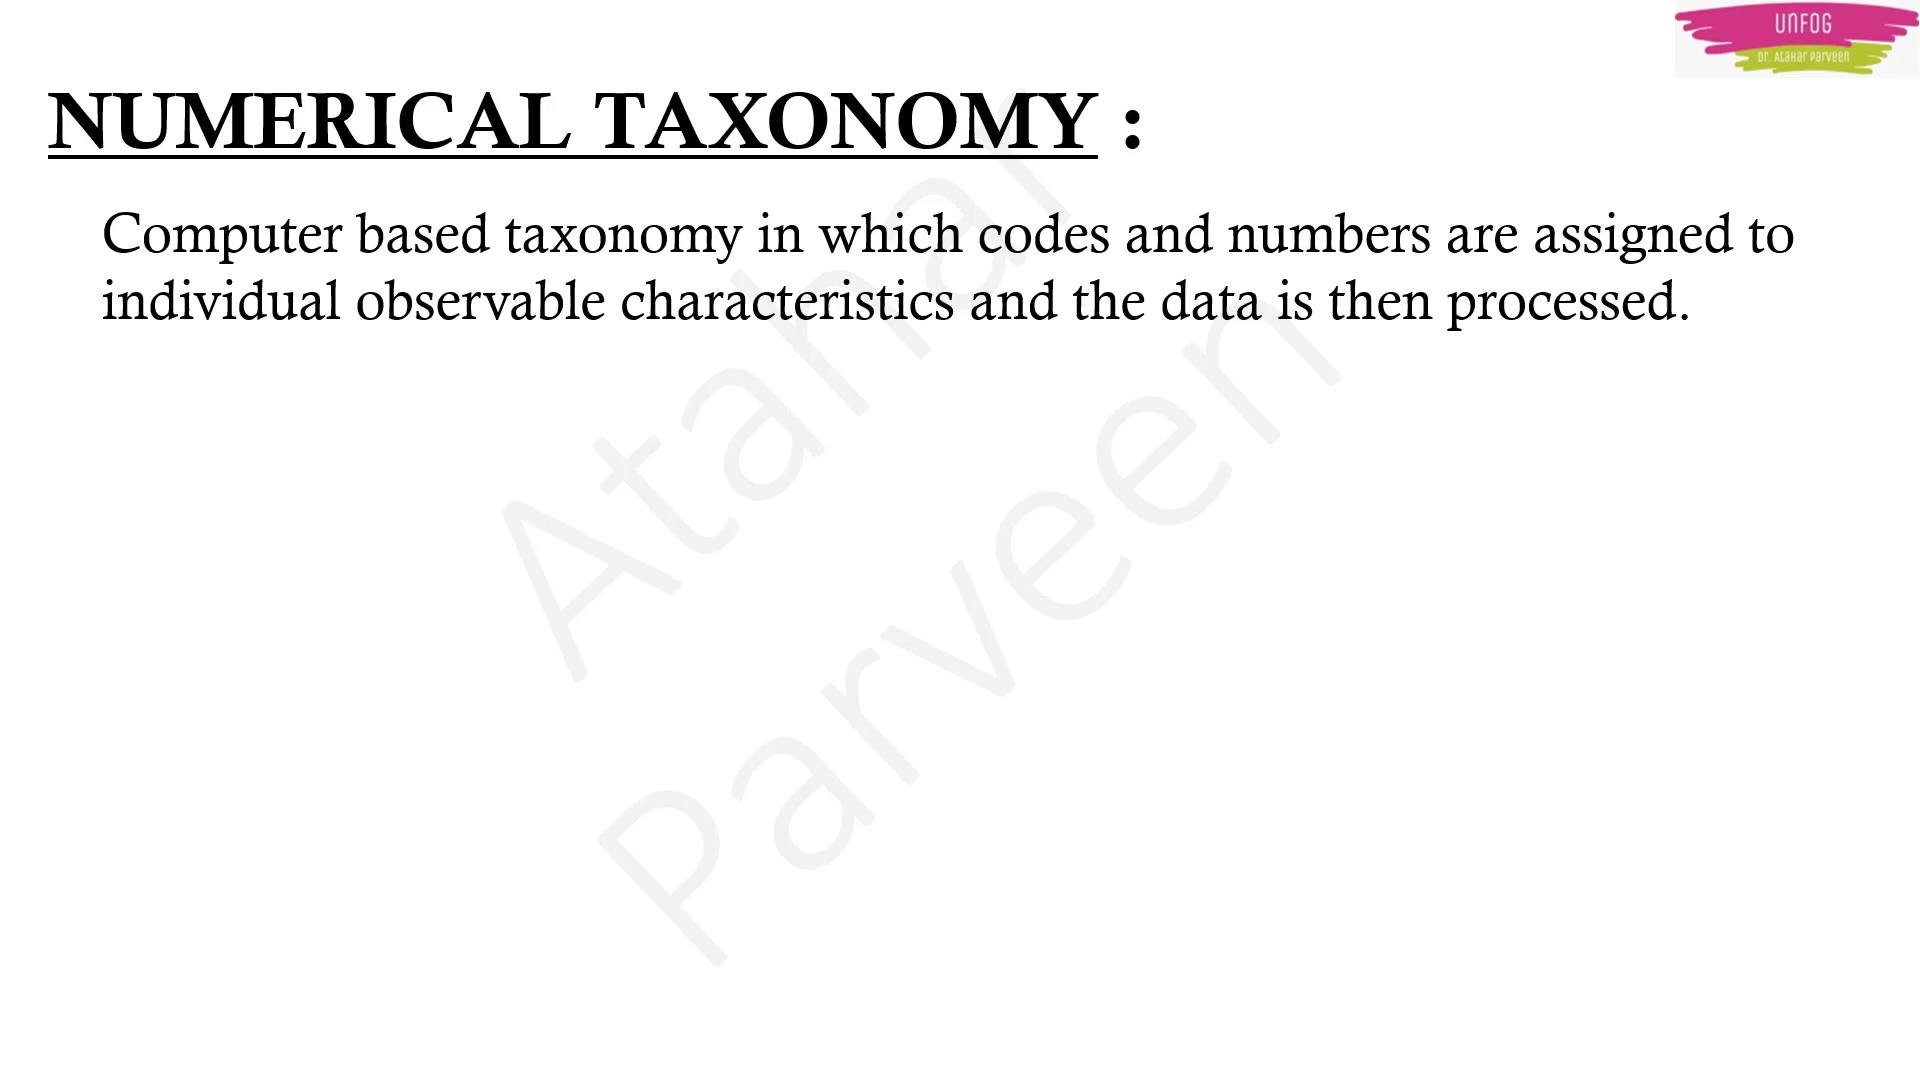 UNFOG
Dr. Atahar Parveen
NUMERICAL TAXONOMY :
Computer based taxonomy in which codes and numbers are assigned to
individual observable characteristics and the data is then processed.
Atahar
Parveen